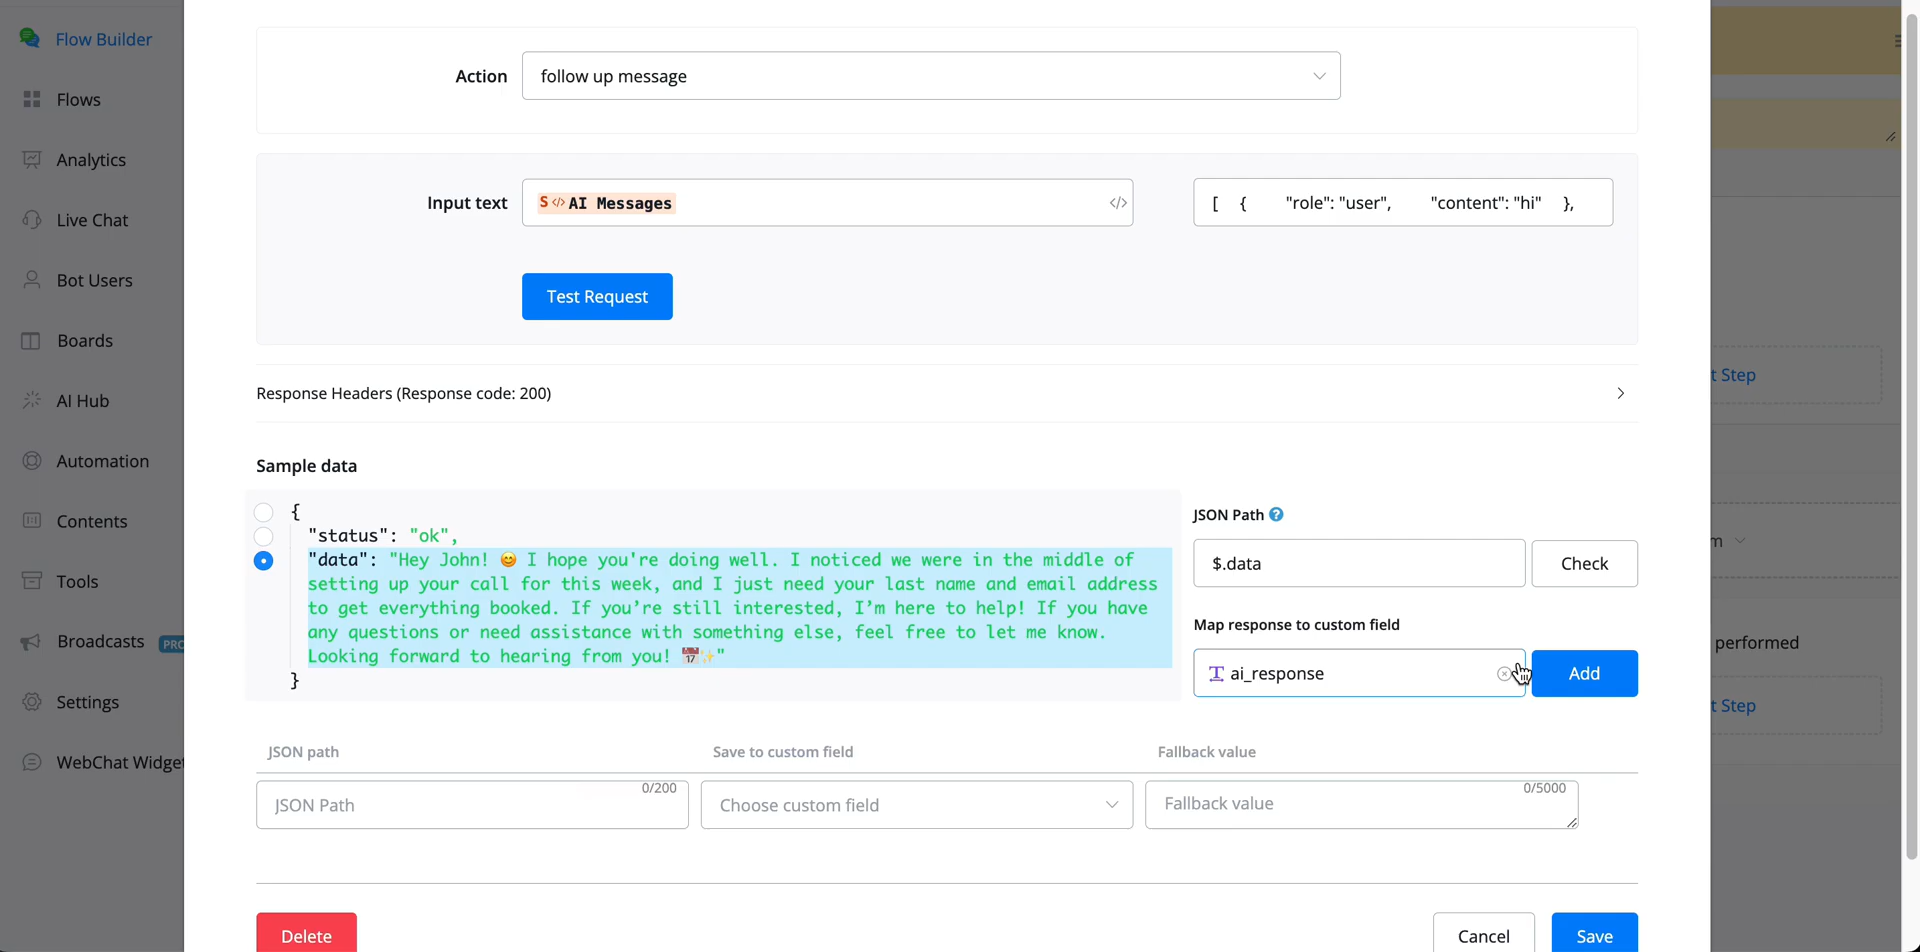 Flow Builder
Flows
Analytics
Live Chat
Bot Users
Boards
AI Hub
Automation
Contents
Tools
Broadcasts PRO
Settings
WebChat Widget
Action follow up message
Input text S </> AI Messages </> [ { "role": "user", "content": "hi" },
Test Request
Response Headers (Response code: 200)
Sample data
{
"status": "ok",
"data": "Hey John! 😊 I hope you're doing well. I noticed we were in the middle of
setting up your call for this week, and I just need your last name and email address
to get everything booked. If you’re still interested, I’m here to help! If you have
any questions or need assistance with something else, feel free to let me know.
Looking forward to hearing from you! 📅✨"
}
JSON Path ?
$.data Check
Map response to custom field
T ai_response Add
JSON path Save to custom field Fallback value
0/200 0/5000
JSON Path Choose custom field Fallback value
Delete Cancel Save
t Step
m
performed
t Step